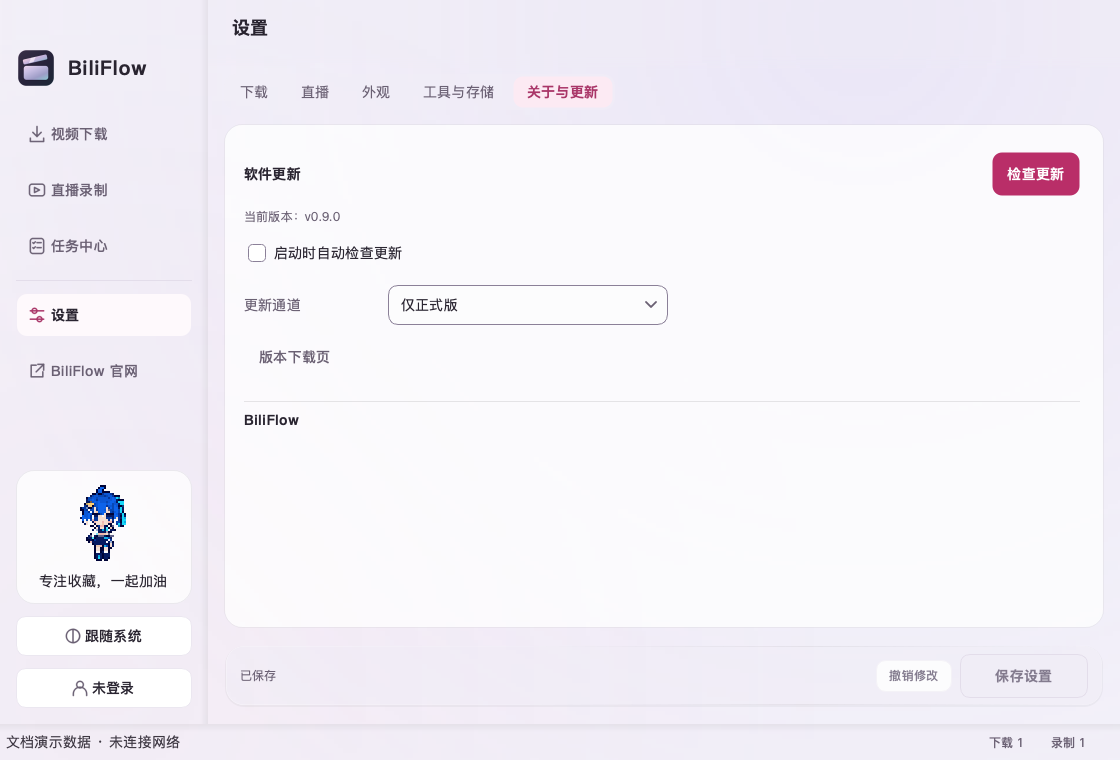 BiliFlow
视频下载
直播录制
任务中心
设置
BiliFlow 官网
专注收藏，一起加油
跟随系统
未登录
设置
下载 直播 外观 工具与存储 关于与更新
软件更新
检查更新
当前版本：v0.9.0
启动时自动检查更新
更新通道 仅正式版
版本下载页
BiliFlow
已保存 撤销修改 保存设置
文档演示数据 · 未连接网络 下载 1 录制 1